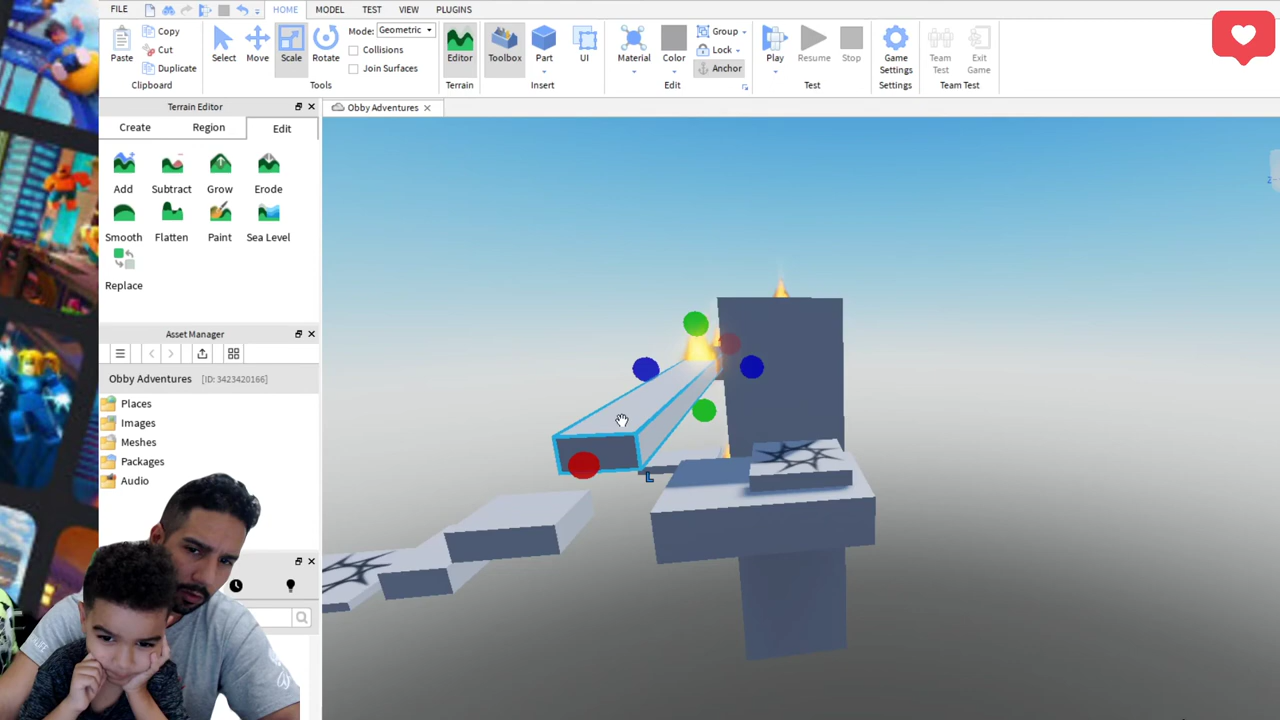 FILE HOME MODEL TEST VIEW PLUGINS
Paste Copy Cut Duplicate Select Move Scale Rotate Mode: Geometric Collisions Join Surfaces Editor Toolbox Part UI Material Color Group Lock Anchor Play Resume Stop Game Settings Team Test Exit Game
Clipboard Tools Terrain Insert Edit Test Settings Team Test
Terrain Editor
Obby Adventures
Create Region Edit
Add Subtract Grow Erode
Smooth Flatten Paint Sea Level
Replace
Asset Manager
Obby Adventures [ID: 3423420166]
Places
Images
Meshes
Packages
Audio
L
2